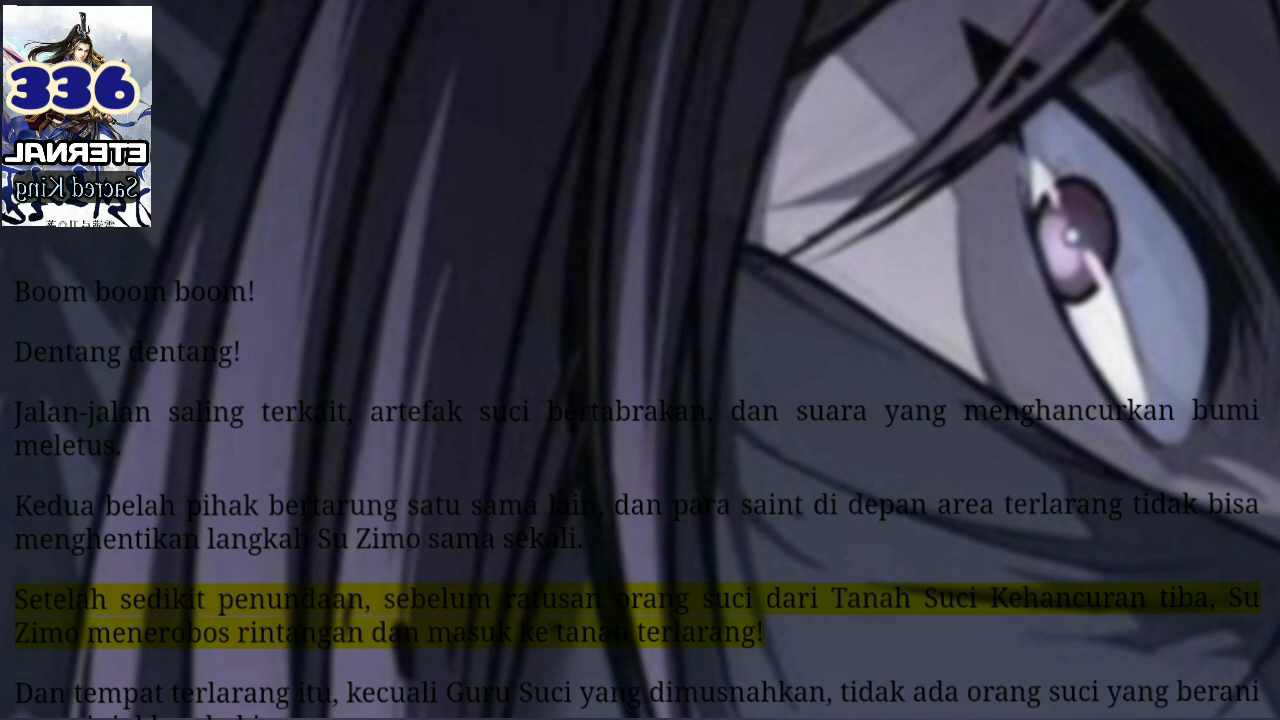 336
ETERNAL
Sacred King
Boom boom boom!
Dentang dentang!
Jalan-jalan saling terkait, artefak suci bertabrakan, dan suara yang menghancurkan bumi
meletus.
Kedua belah pihak bertarung satu sama lain, dan para saint di depan area terlarang tidak bisa
menghentikan langkah Su Zimo sama sekali.
Setelah sedikit penundaan, sebelum ratusan orang suci dari Tanah Suci Kehancuran tiba, Su
Zimo menerobos rintangan dan masuk ke tanah terlarang!
Dan tempat terlarang itu, kecuali Guru Suci yang dimusnahkan, tidak ada orang suci yang berani